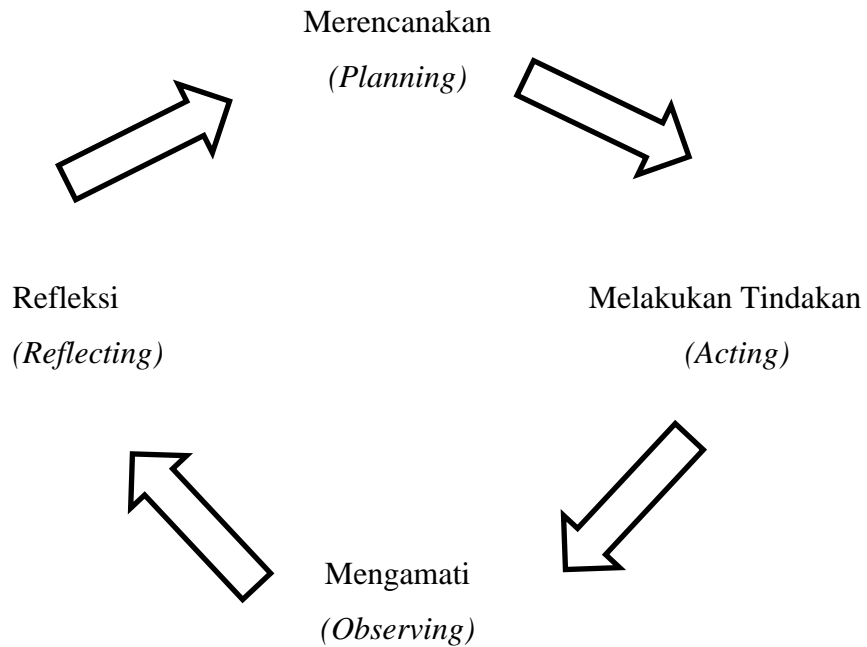 Merencanakan
(Planning)
Refleksi
(Reflecting)
Melakukan Tindakan
(Acting)
Mengamati
(Observing)